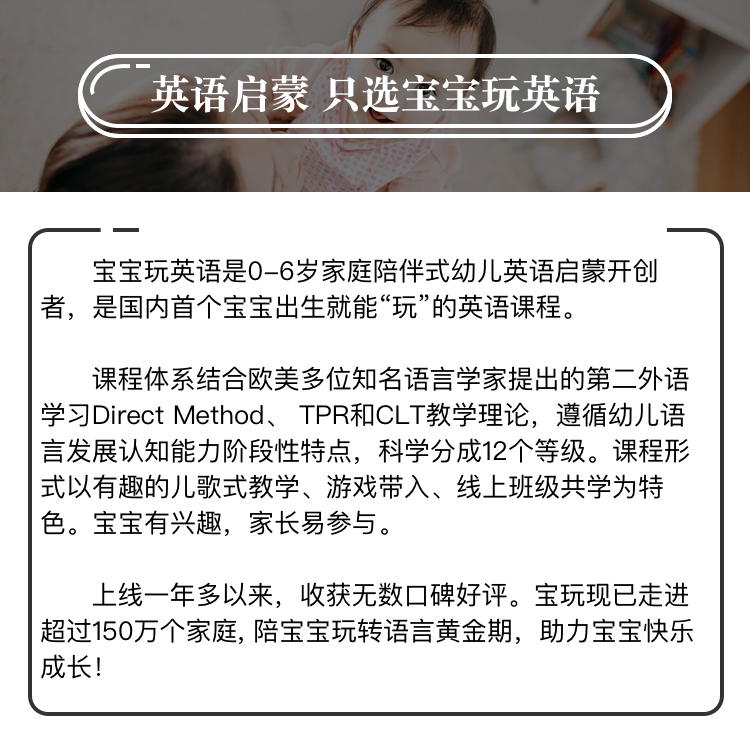 英语启蒙 只选宝宝玩英语
宝宝玩英语是0-6岁家庭陪伴式幼儿英语启蒙开创
者，是国内首个宝宝出生就能“玩”的英语课程。
课程体系结合欧美多位知名语言学家提出的第二外语
学习Direct Method、 TPR和CLT教学理论，遵循幼儿语
言发展认知能力阶段性特点，科学分成12个等级。课程形
式以有趣的儿歌式教学、游戏带入、线上班级共学为特
色。宝宝有兴趣，家长易参与。
上线一年多以来，收获无数口碑好评。宝玩现已走进
超过150万个家庭, 陪宝宝玩转语言黄金期，助力宝宝快乐
成长！